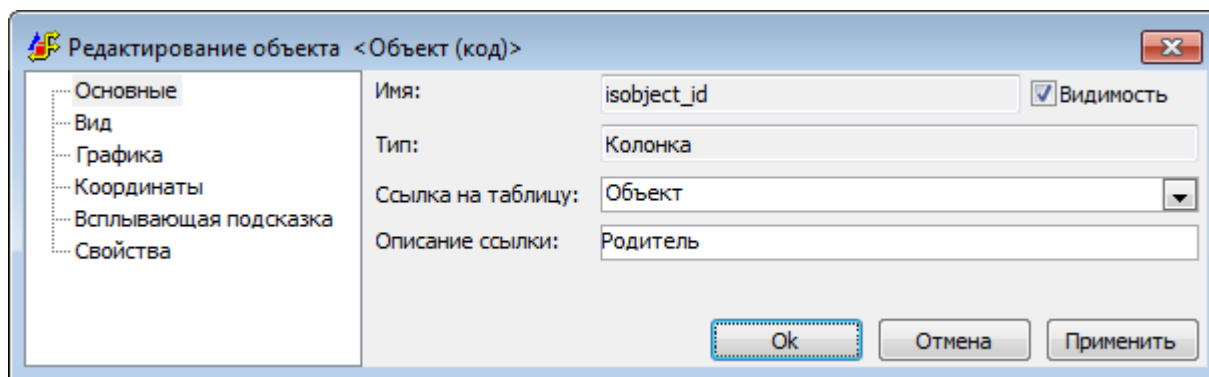 Редактирование объекта <Объект (код)>
Основные
Вид
Графика
Координаты
Всплывающая подсказка
Свойства
Имя: isobject_id Видимость
Тип: Колонка
Ссылка на таблицу: Объект
Описание ссылки: Родитель
Ok Отмена Применить